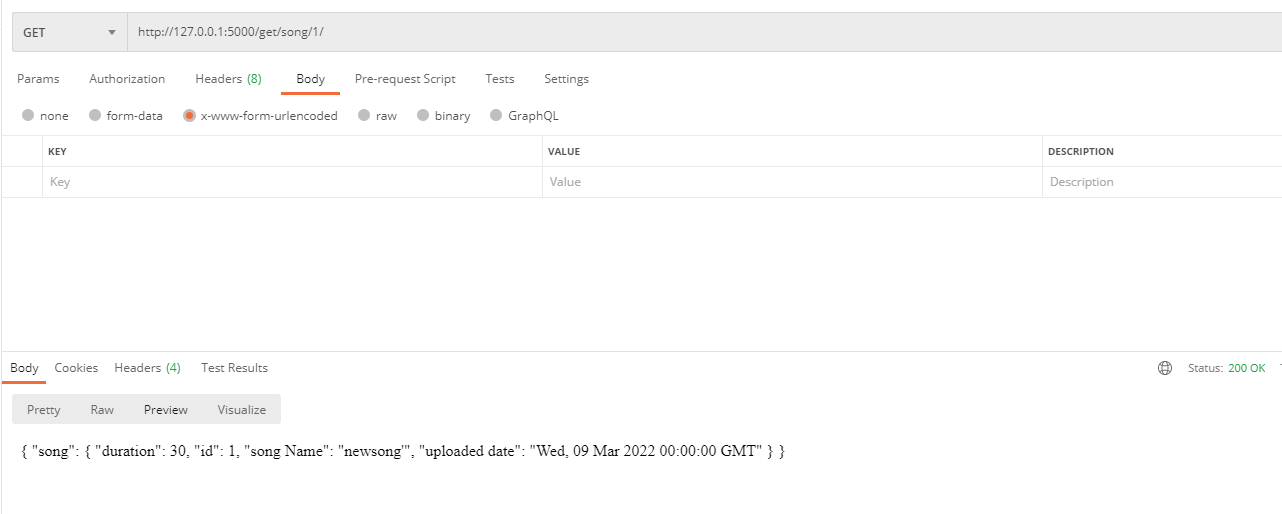 GET http://127.0.0.1:5000/get/song/1/
Params Authorization Headers (8) Body Pre-request Script Tests Settings
none form-data x-www-form-urlencoded raw binary GraphQL
KEY VALUE DESCRIPTION
Key Value Description
Body Cookies Headers (4) Test Results Status: 200 OK
Pretty Raw Preview Visualize
{ "song": { "duration": 30, "id": 1, "song Name": "newsong'", "uploaded date": "Wed, 09 Mar 2022 00:00:00 GMT" } }